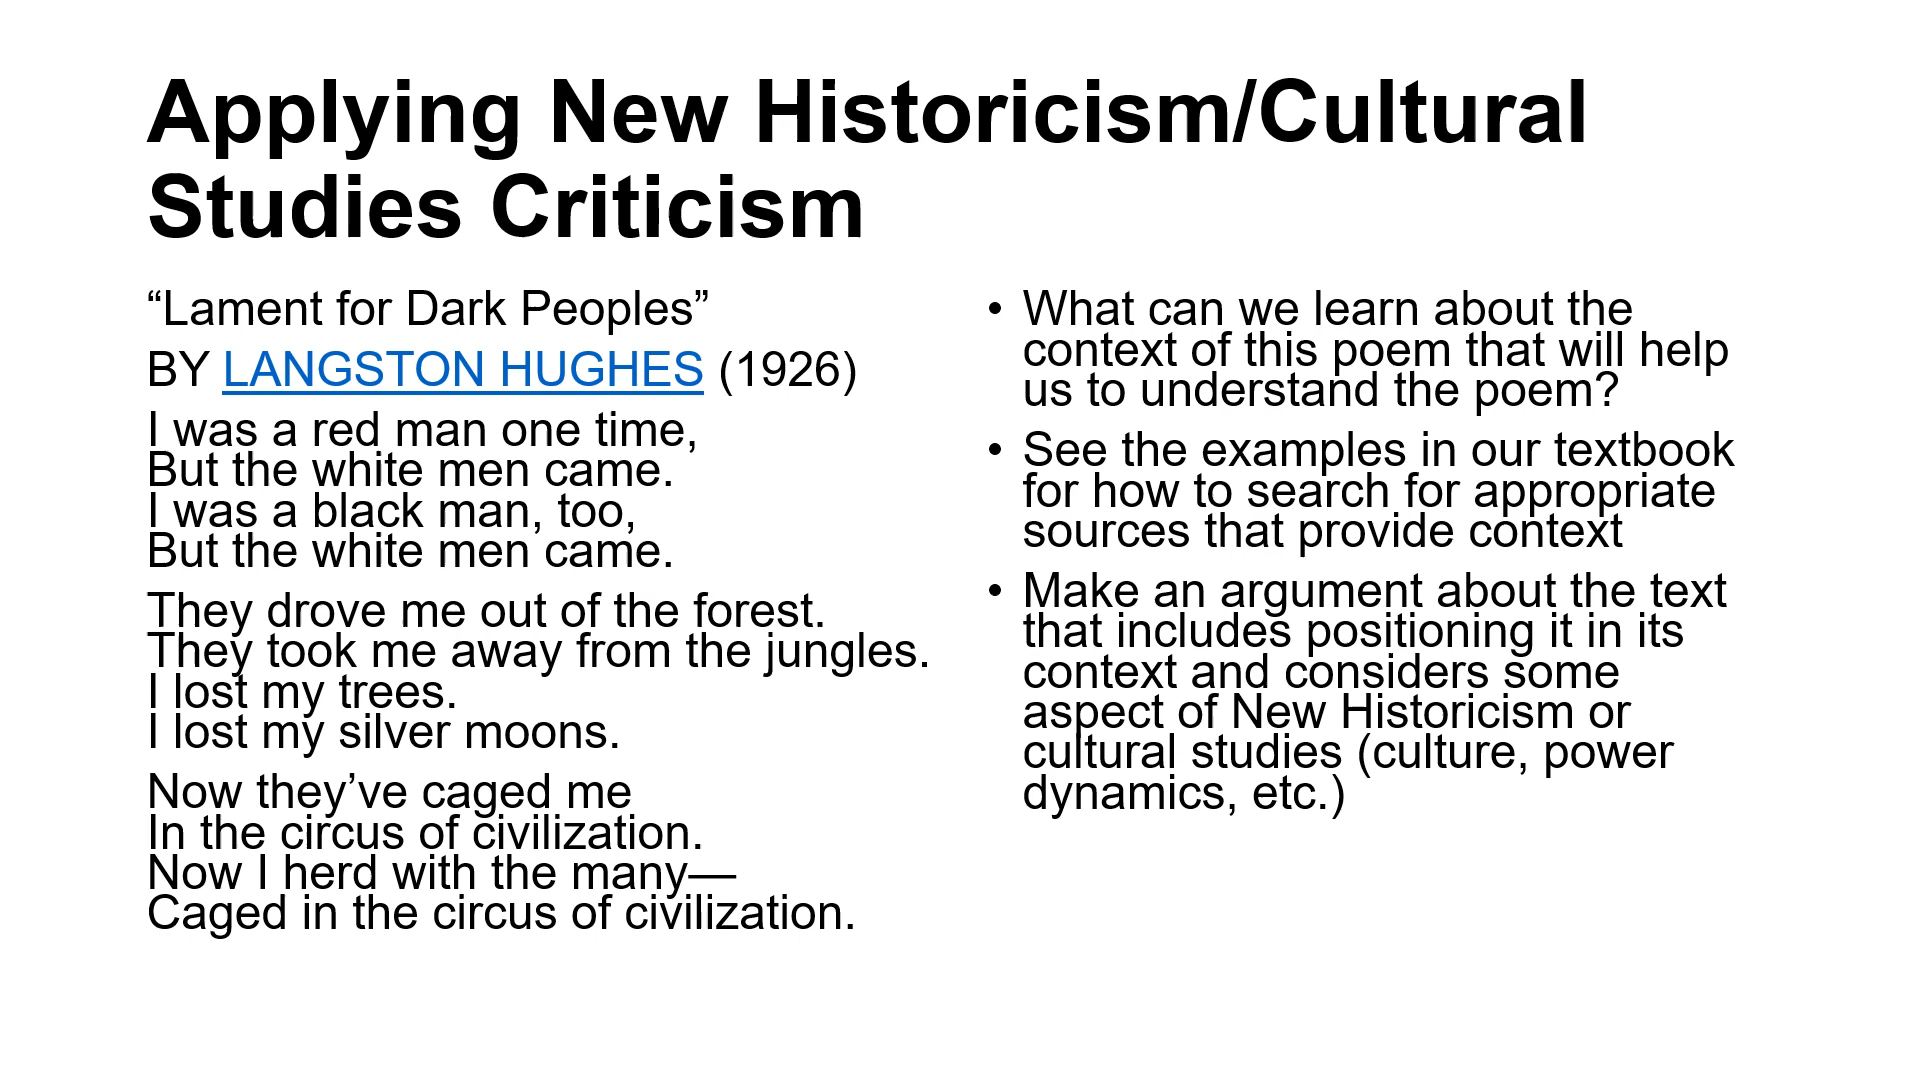 Applying New Historicism/Cultural
Studies Criticism
“Lament for Dark Peoples”
BY LANGSTON HUGHES (1926)
I was a red man one time,
But the white men came.
I was a black man, too,
But the white men came.
They drove me out of the forest.
They took me away from the jungles.
I lost my trees.
I lost my silver moons.
Now they’ve caged me
In the circus of civilization.
Now I herd with the many—
Caged in the circus of civilization.
• What can we learn about the
context of this poem that will help
us to understand the poem?
• See the examples in our textbook
for how to search for appropriate
sources that provide context
• Make an argument about the text
that includes positioning it in its
context and considers some
aspect of New Historicism or
cultural studies (culture, power
dynamics, etc.)